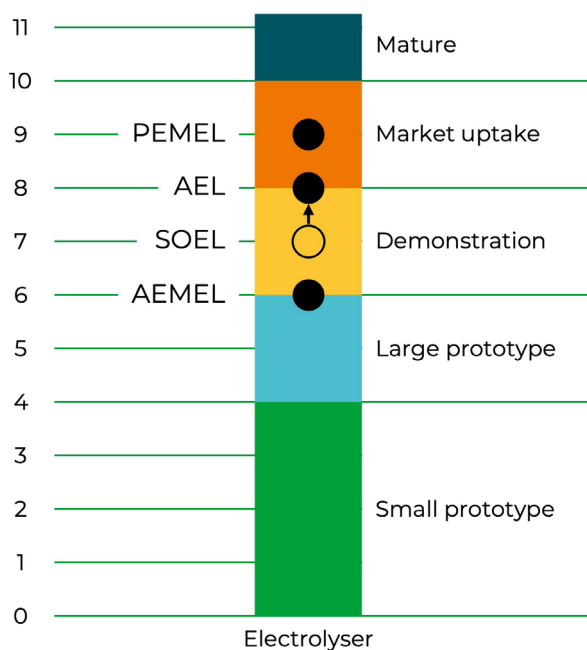 11
Mature
10
9 PEMEL Market uptake
8 AEL
7 SOEL Demonstration
6 AEMEL
5 Large prototype
4
3
2 Small prototype
1
0
Electrolyser